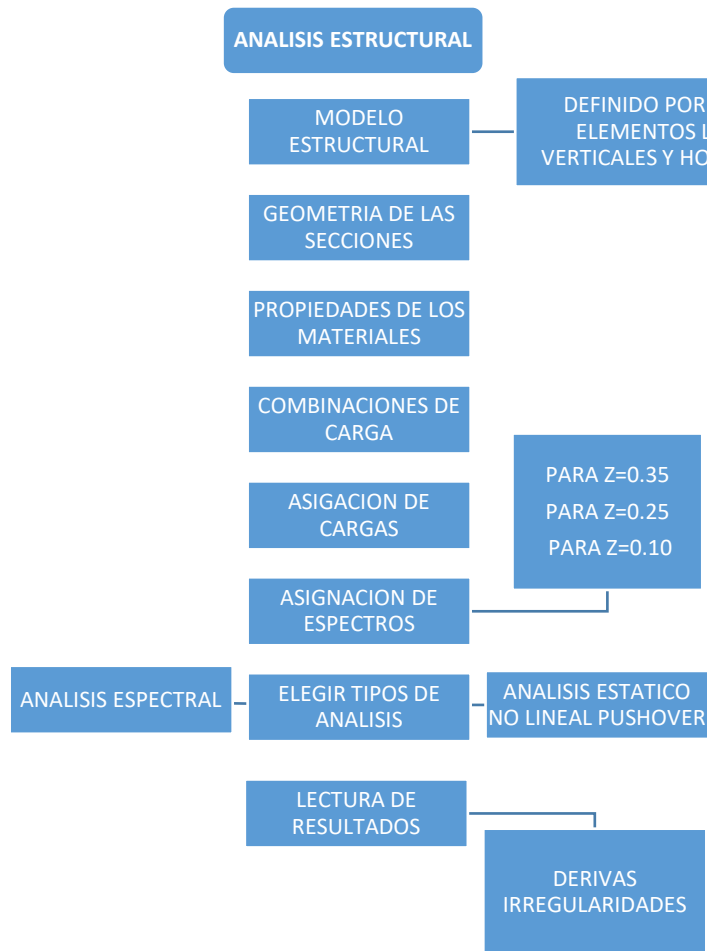 ANALISIS ESTRUCTURAL
MODELO
ESTRUCTURAL
DEFINIDO POR
ELEMENTOS
VERTICALES Y
GEOMETRIA DE LAS
SECCIONES
PROPIEDADES DE LOS
MATERIALES
COMBINACIONES DE
CARGA
ASIGACION DE
CARGAS
PARA Z=0.35
PARA Z=0.25
PARA Z=0.10
ASIGNACION DE
ESPECTROS
ANALISIS ESPECTRAL
ELEGIR TIPOS DE
ANALISIS
ANALISIS ESTATICO
NO LINEAL PUSHOVER
LECTURA DE
RESULTADOS
DERIVAS
IRREGULARIDADES